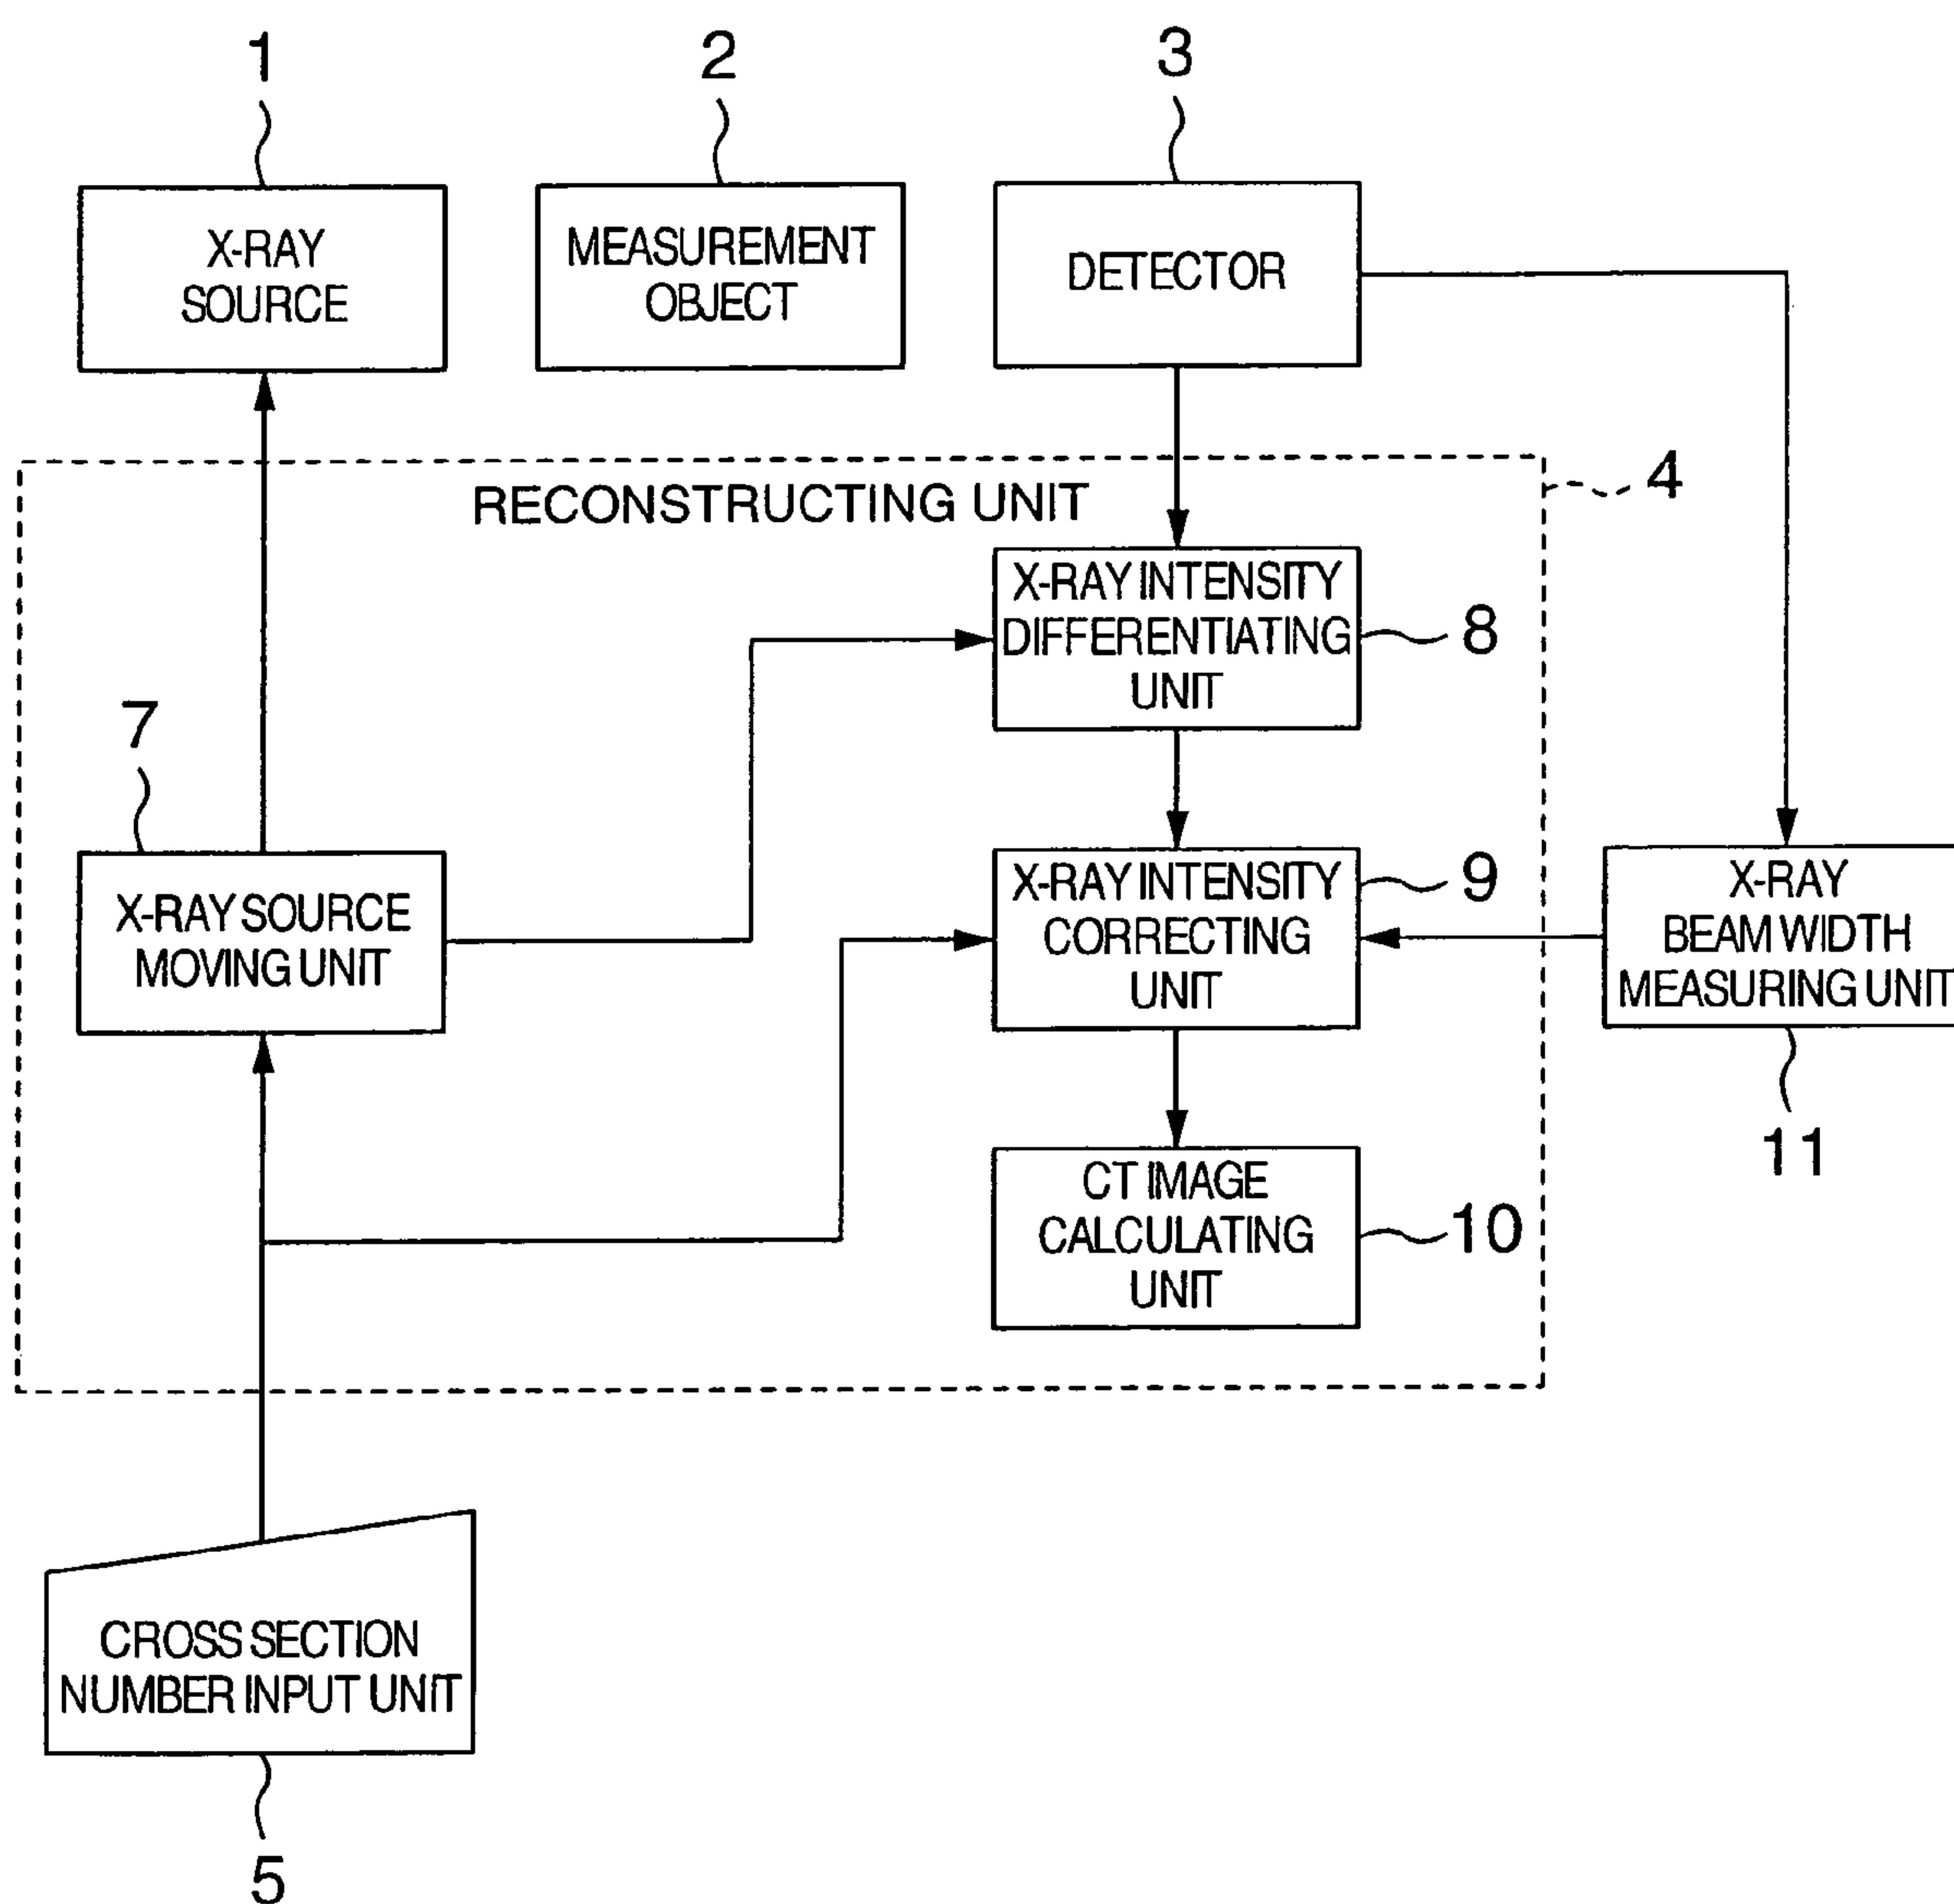 1
2
3
X-RAY
SOURCE
MEASUREMENT
OBJECT
DETECTOR
RECONSTRUCTING UNIT
4
X-RAY INTENSITY
DIFFERENTIATING
UNIT
8
7
X-RAY SOURCE
MOVING UNIT
X-RAY INTENSITY
CORRECTING
UNIT
9
X-RAY
BEAM WIDTH
MEASURING UNIT
11
CT IMAGE
CALCULATING
UNIT
10
CROSS SECTION
NUMBER INPUT UNIT
5